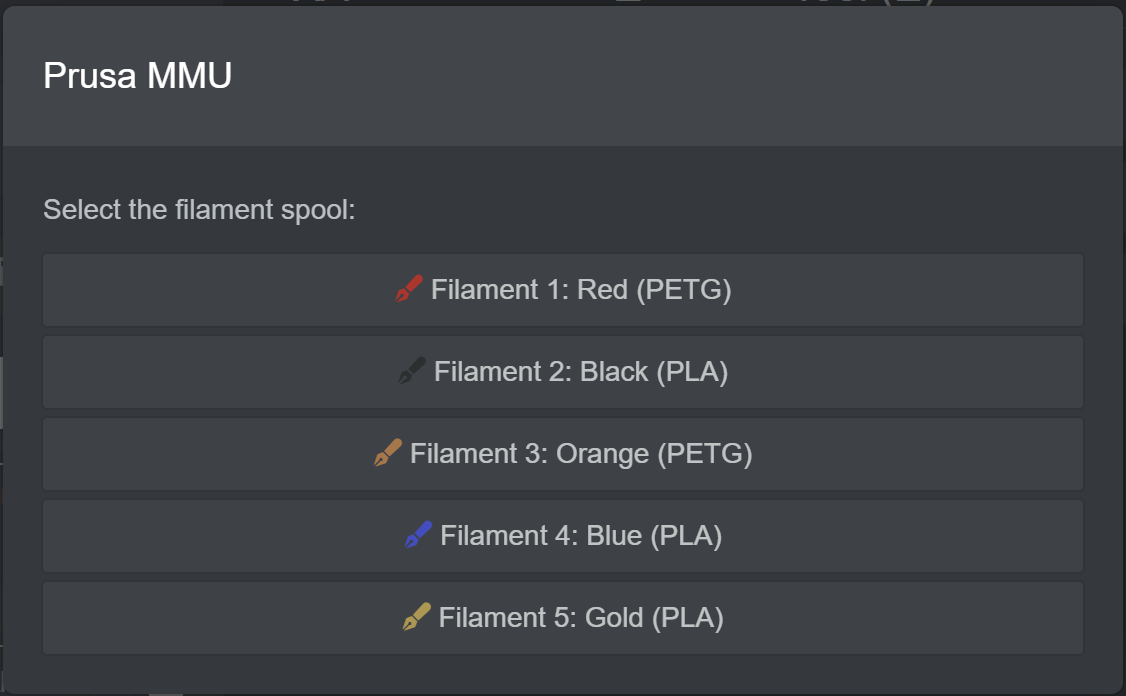 Prusa MMU
Select the filament spool:
Filament 1: Red (PETG)
Filament 2: Black (PLA)
Filament 3: Orange (PETG)
Filament 4: Blue (PLA)
Filament 5: Gold (PLA)